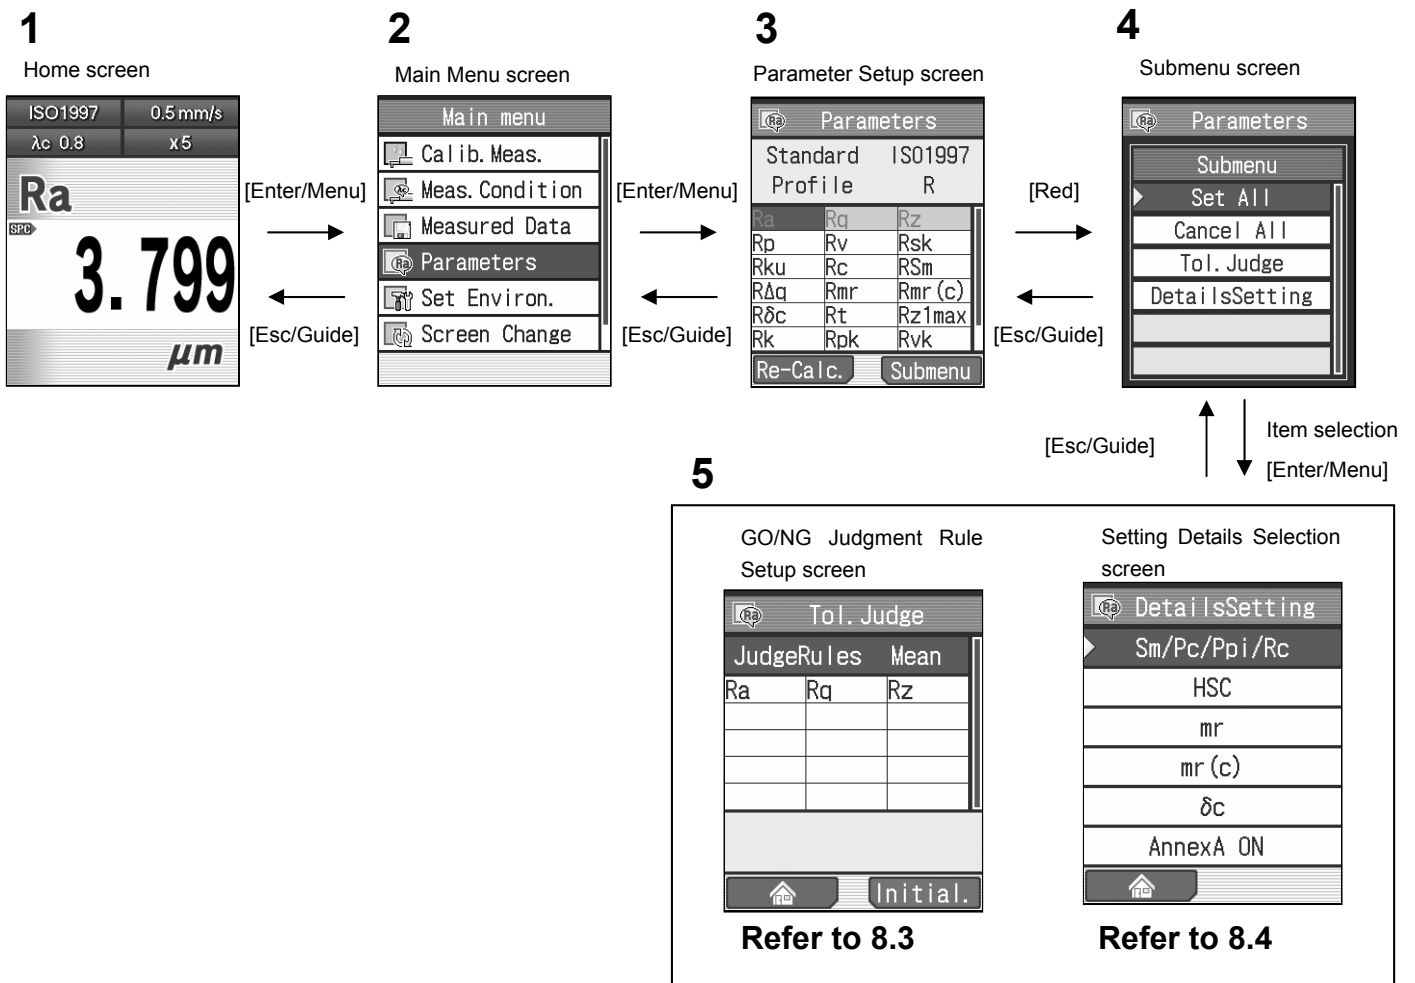 1
Home screen
ISO1997 0.5 mm/s
λc 0.8 x5
Ra
SPC
3.799
µm
[Enter/Menu]
[Esc/Guide]
2
Main Menu screen
Main menu
Calib. Meas.
Meas. Condition
Measured Data
Parameters
Set Environ.
Screen Change
[Enter/Menu]
[Esc/Guide]
3
Parameter Setup screen
Parameters
Standard ISO1997
Profile R
Ra Rq Rz
Rp Rv Rsk
Rku Rc RSm
RΔq Rmr Rmr(c)
Rδc Rt Rz1max
Rk Rpk Rvk
Re-Calc. Submenu
[Red]
[Esc/Guide]
4
Submenu screen
Parameters
Submenu
Set All
Cancel All
Tol. Judge
DetailsSetting
[Esc/Guide]
Item selection
[Enter/Menu]
5
GO/NG Judgment Rule
Setup screen
Tol. Judge
JudgeRules Mean
Ra Rq Rz
Initial.
Refer to 8.3
Setting Details Selection
screen
DetailsSetting
Sm/Pc/Ppi/Rc
HSC
mr
mr(c)
δc
AnnexA ON
Refer to 8.4